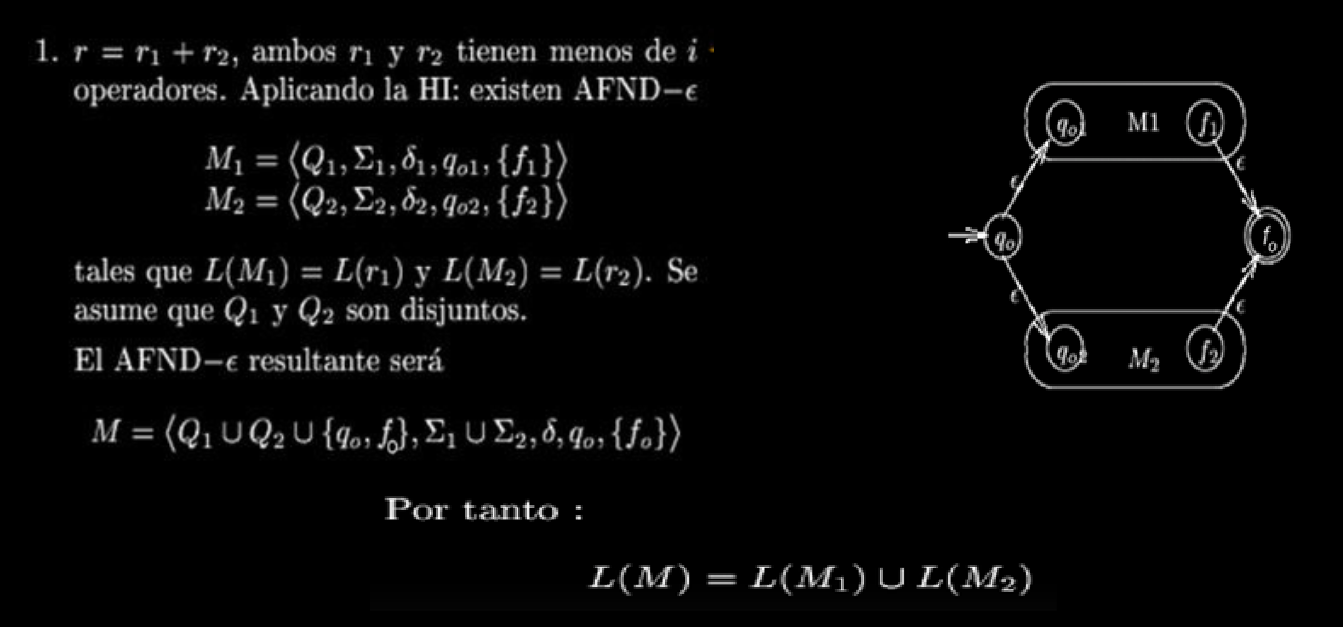 1. r = r₁ + r₂, ambos r₁ y r₂ tienen menos de i
operadores. Aplicando la HI: existen AFND−ϵ
M₁ = ⟨Q₁, Σ₁, δ₁, qₒ₁, {f₁}⟩
M₂ = ⟨Q₂, Σ₂, δ₂, qₒ₂, {f₂}⟩
tales que L(M₁) = L(r₁) y L(M₂) = L(r₂). Se
asume que Q₁ y Q₂ son disjuntos.
El AFND−ϵ resultante será
M = ⟨Q₁ ∪ Q₂ ∪ {qₒ, fₒ}, Σ₁ ∪ Σ₂, δ, qₒ, {fₒ}⟩
Por tanto :
L(M) = L(M₁) ∪ L(M₂)
qₒ₁ M1 f₁
ϵ ϵ
qₒ fₒ
ϵ ϵ
qₒ₂ M₂ f₂